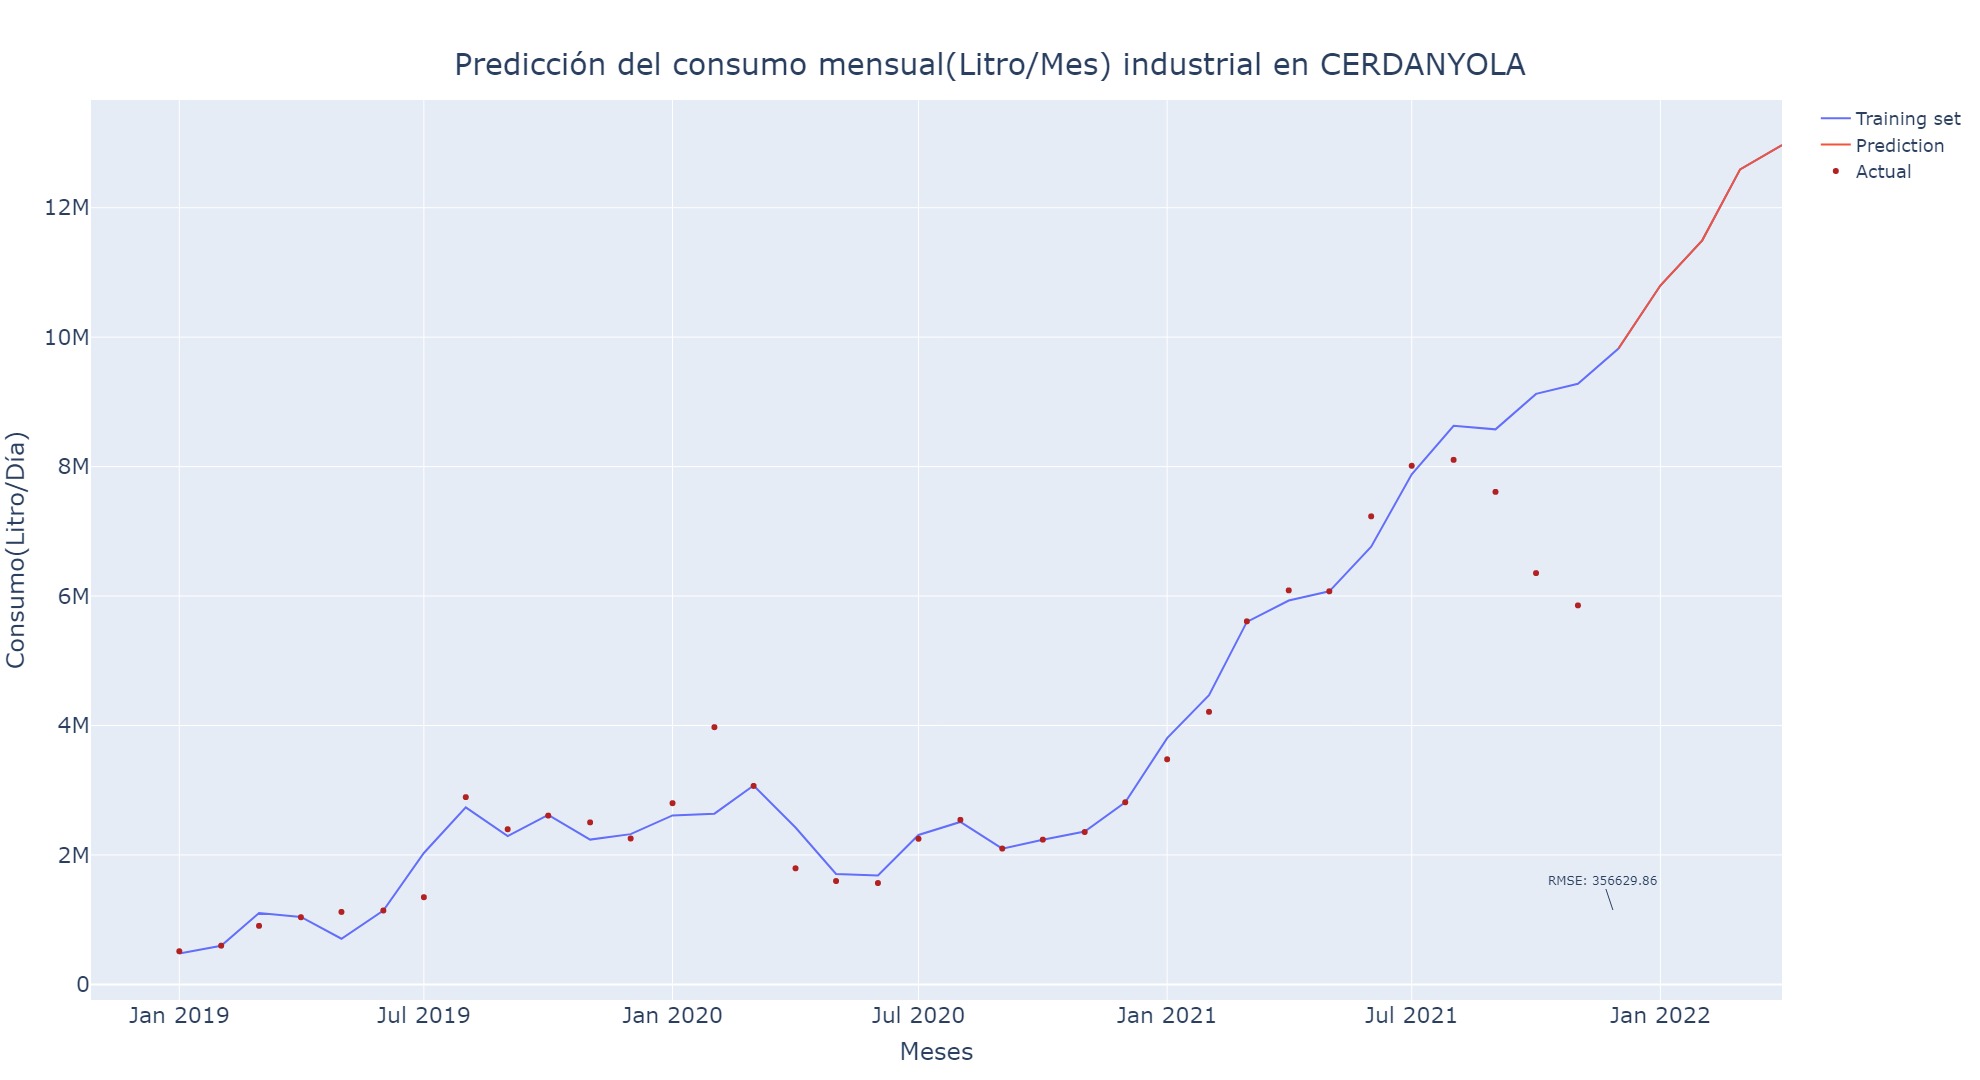 Predicción del consumo mensual(Litro/Mes) industrial en CERDANYOLA
Training set
Prediction
Actual
Consumo(Litro/Día)
12M
10M
8M
6M
4M
2M
0
RMSE: 356629.86
Jan 2019
Jul 2019
Jan 2020
Jul 2020
Jan 2021
Jul 2021
Jan 2022
Meses